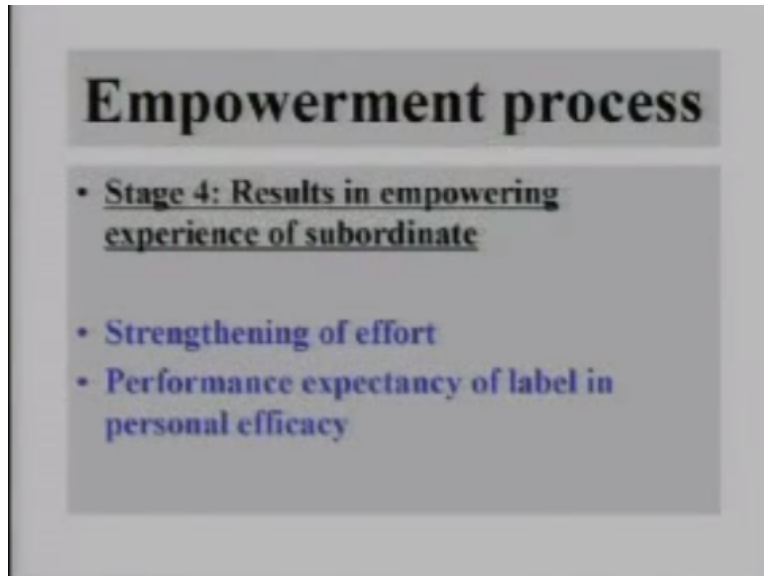 Empowerment process
• Stage 4: Results in empowering
experience of subordinate
• Strengthening of effort
• Performance expectancy of label in
personal efficacy